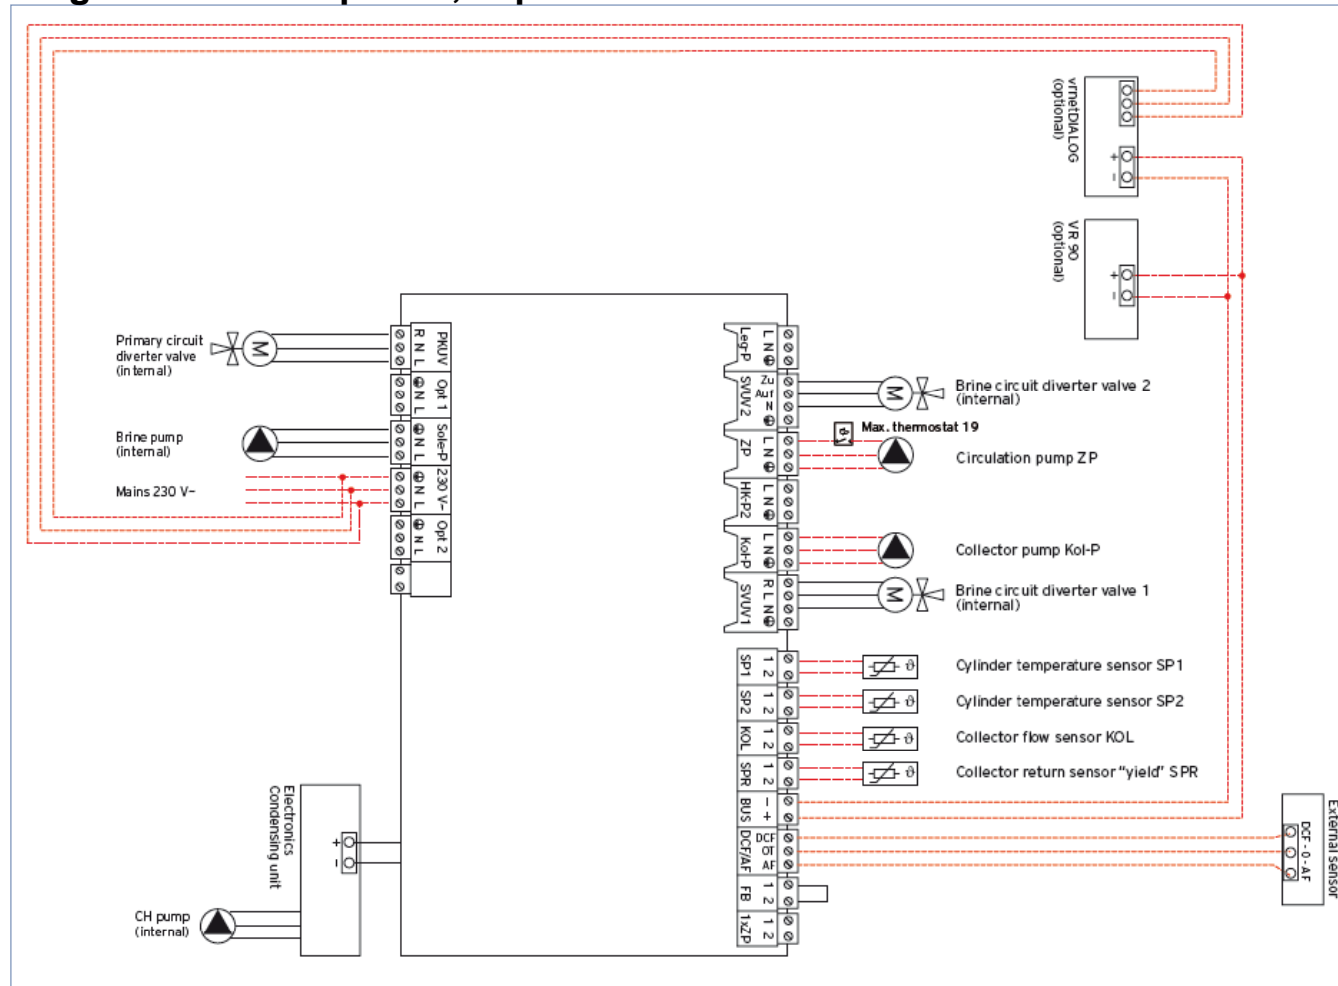 vrnetDIALOG
(optional)
+
-
VR 90
(optional)
+
-
Primary circuit
diverter valve
(internal)
M
R N L
PKUV
N L
Opt 1
Brine pump
(internal)
N L
Sole-P
Mains 230 V~
N L
230 V~
N L
Opt 2
Leg-P
L N
SVUV2
Zu
Auf
N
M
Brine circuit diverter valve 2
(internal)
Max. thermostat 19
ϑ
ZP
L N
Circulation pump ZP
HK-P2
L N
Kol-P
L N
Collector pump Kol-P
SVUV1
R L N
M
Brine circuit diverter valve 1
(internal)
SP1
1 2
ϑ
Cylinder temperature sensor SP1
SP2
1 2
ϑ
Cylinder temperature sensor SP2
KOL
1 2
ϑ
Collector flow sensor KOL
SPR
1 2
ϑ
Collector return sensor "yield" SPR
BUS
- +
DCF/AF
DCF
OT
AF
FB
1 2
1xZP
1 2
External sensor
DCF - 0 - AF
Electronics
Condensing unit
+
-
CH pump
(internal)